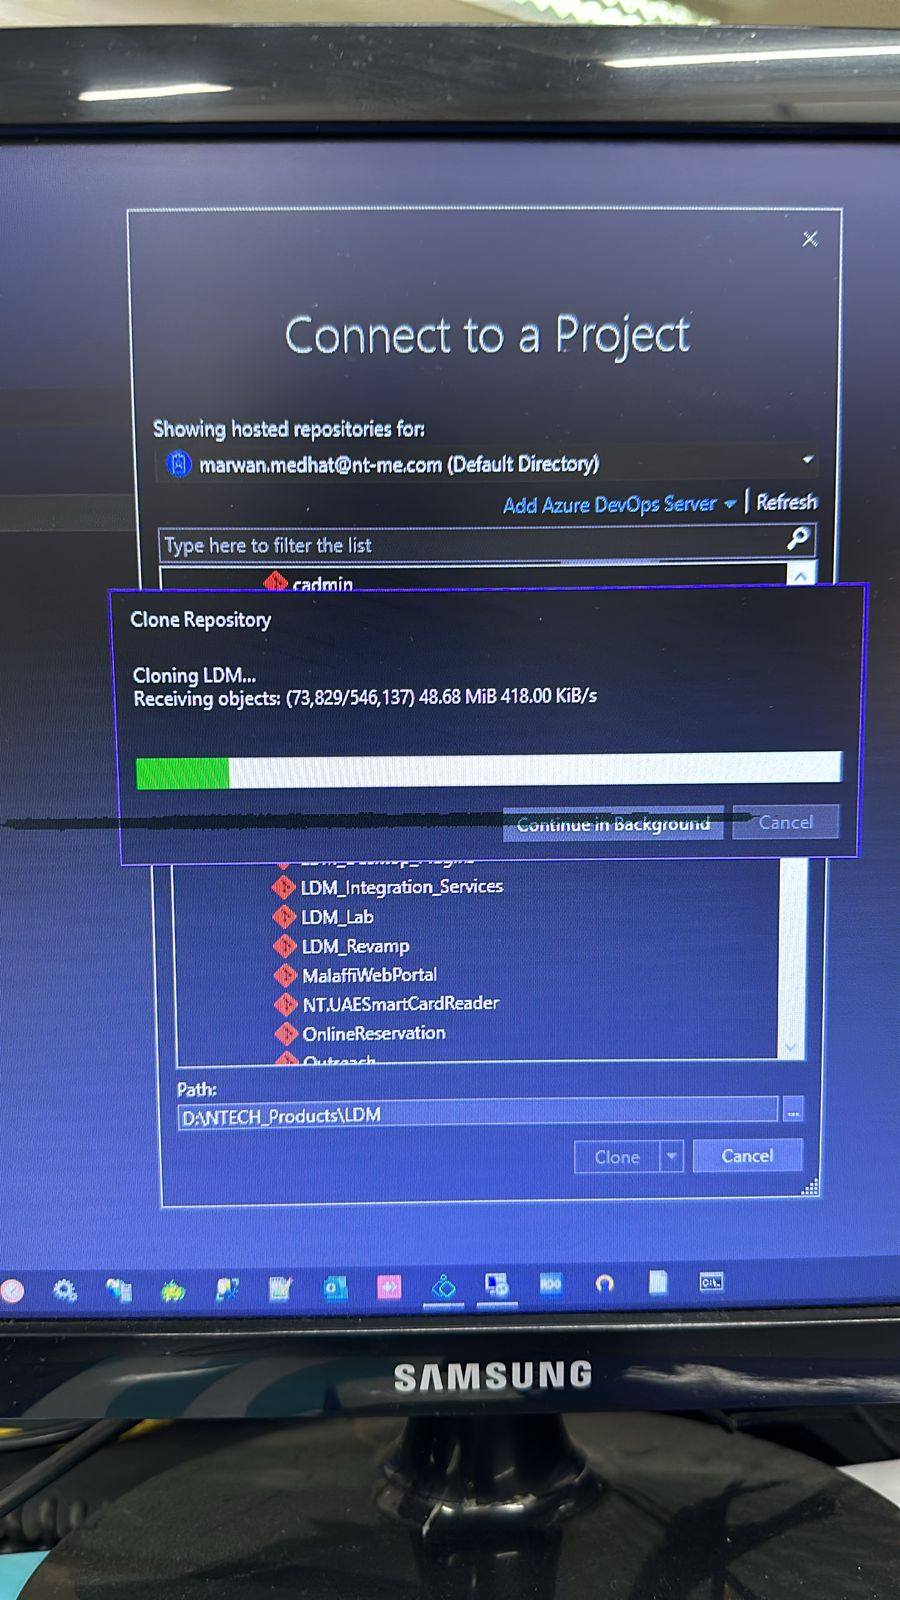 Connect to a Project
Showing hosted repositories for:
marwan.medhat@nt-me.com (Default Directory)
Add Azure DevOps Server | Refresh
Type here to filter the list
cadmin
Clone Repository
Cloning LDM...
Receiving objects: (73,829/546,137) 48.68 MiB 418.00 KiB/s
Continue in Background
Cancel
LDM_Integration_Services
LDM_Lab
LDM_Revamp
MalaffiWebPortal
NT.UAESmartCardReader
OnlineReservation
Outreach
Path:
D:\NTECH_Products\LDM
...
Clone
Cancel
SAMSUNG